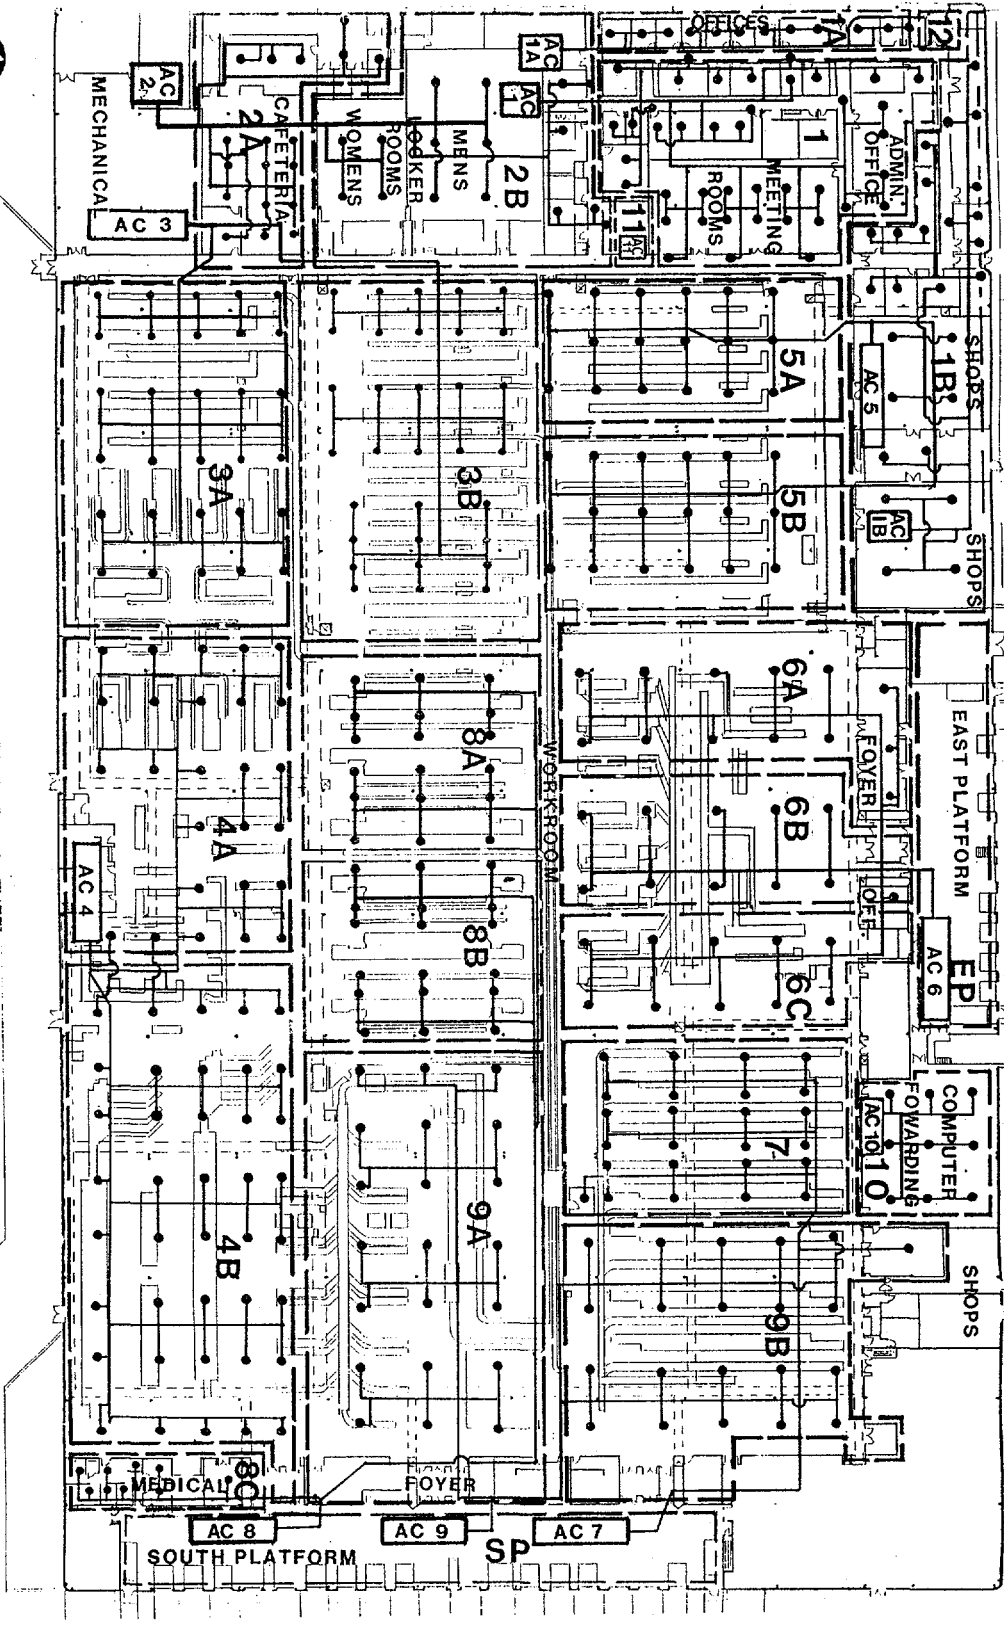 OFFICES
1A
12
AC
1A
AC
2
AC
1
MECHANICAL
2A
CAFETERIA
WOMENS
LOCKER
ROOMS
MENS
2B
1
MEETING
ROOMS
ADMIN.
OFFICE
AC 3
11
AC
11
SHOPS
1B
5A
AC 5
3A
3B
5B
AC
1B
SHOPS
6A
FOYER
EAST PLATFORM
8A
WORKROOM
6B
4A
AC 4
8B
OFF
AC 6
EP
6C
7
COMPUTER
FOWARDING
AC 10
10
9A
4B
9B
SHOPS
MEDICAL
8C
FOYER
AC 8
AC 9
AC 7
SOUTH PLATFORM
SP